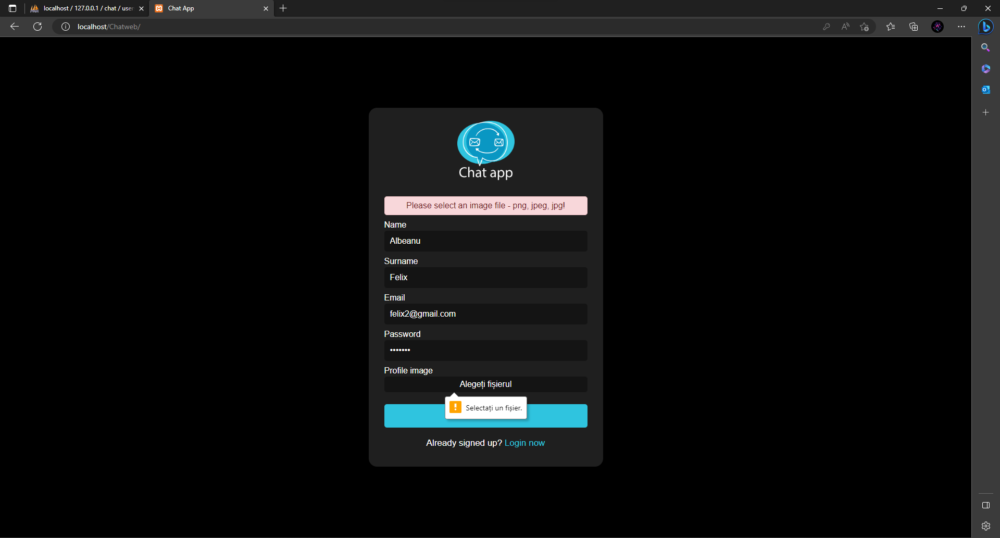 localhost / 127.0.0.1 / chat / user
Chat App
localhost/Chatweb/
Chat app
Please select an image file - png, jpeg, jpg!
Name
Albeanu
Surname
Felix
Email
felix2@gmail.com
Password
•••••••
Profile image
Alegeți fișierul
Selectați un fișier.
Already signed up? Login now